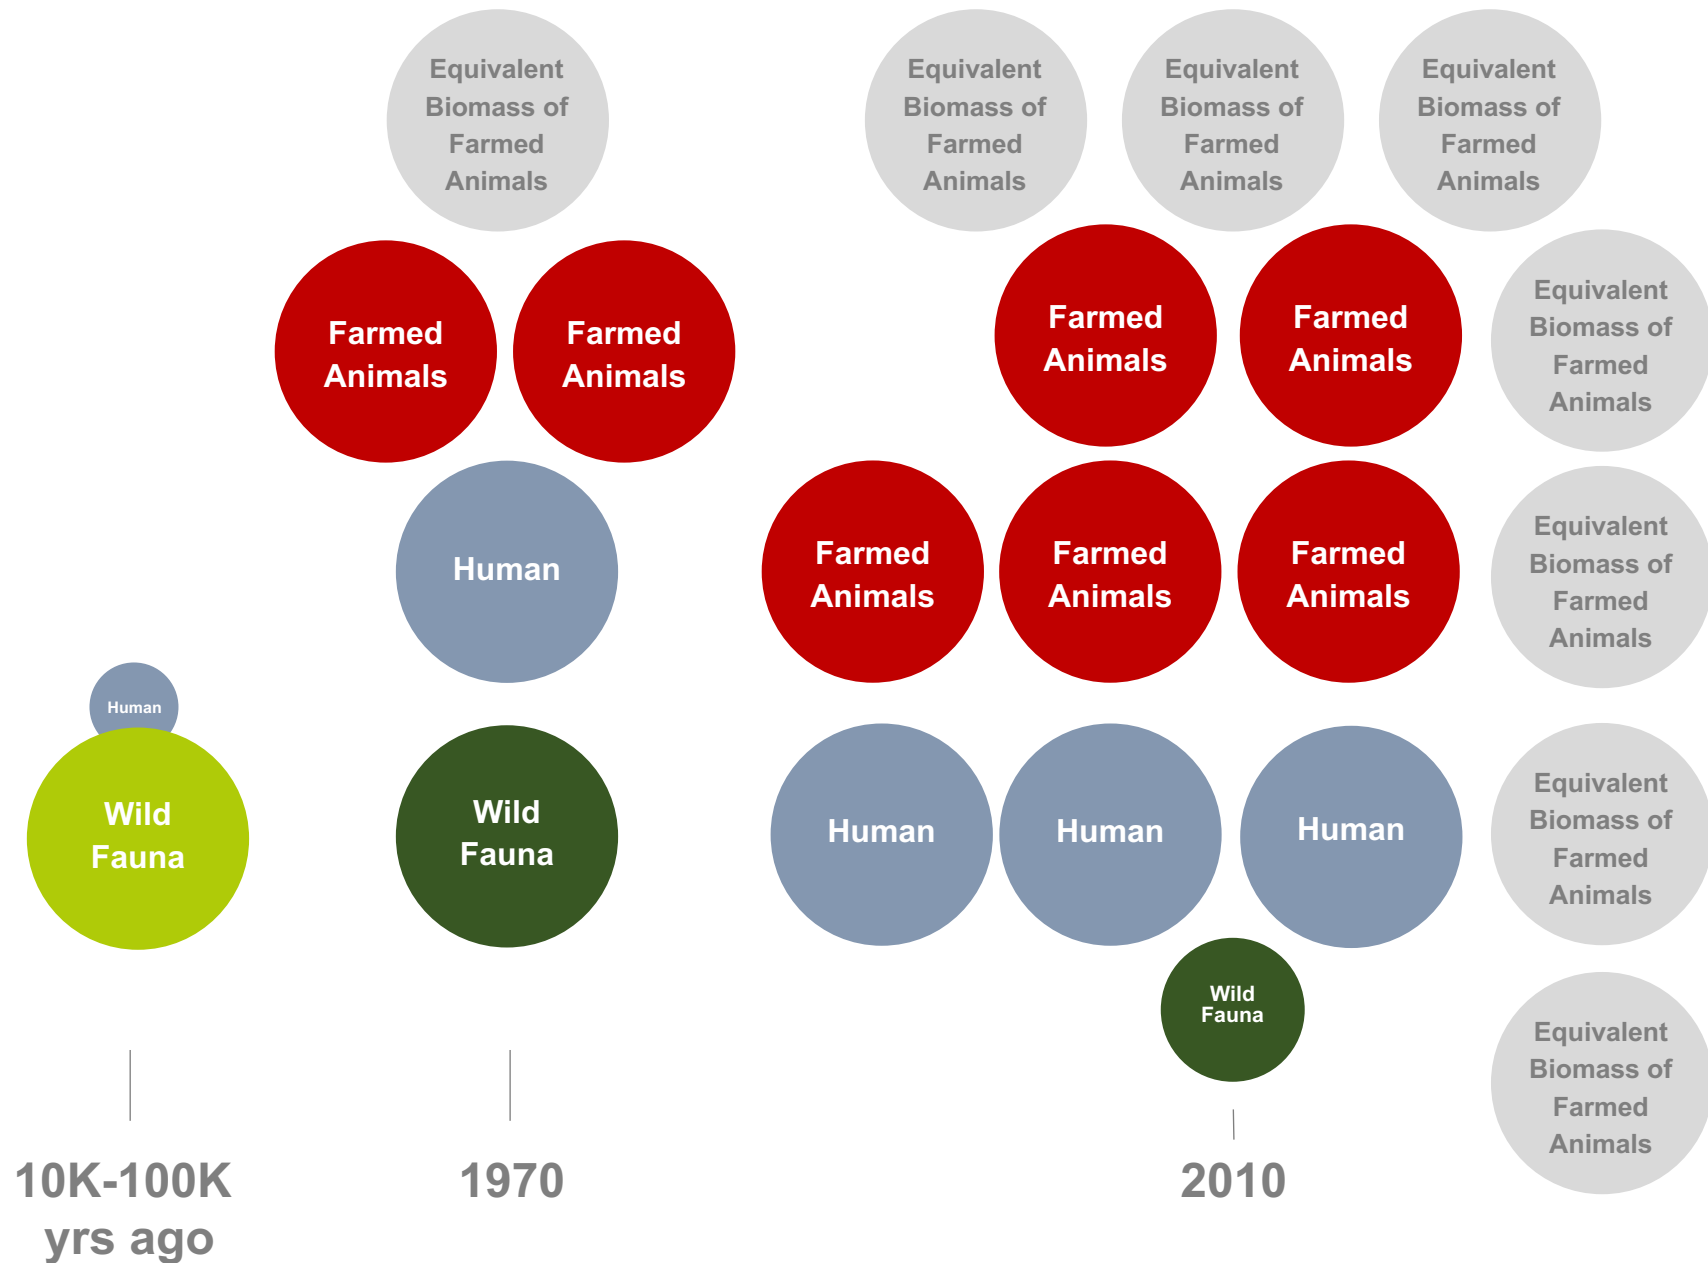 Equivalent
Biomass of
Farmed
Animals
Equivalent
Biomass of
Farmed
Animals
Equivalent
Biomass of
Farmed
Animals
Equivalent
Biomass of
Farmed
Animals
Farmed
Animals
Farmed
Animals
Farmed
Animals
Farmed
Animals
Equivalent
Biomass of
Farmed
Animals
Human
Farmed
Animals
Farmed
Animals
Farmed
Animals
Equivalent
Biomass of
Farmed
Animals
Human
Wild
Fauna
Wild
Fauna
Human
Human
Human
Equivalent
Biomass of
Farmed
Animals
Wild
Fauna
Equivalent
Biomass of
Farmed
Animals
10K-100K
yrs ago
1970
2010